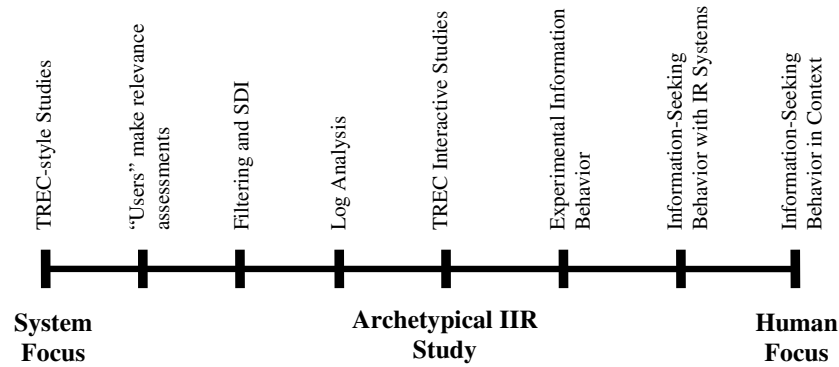 TREC-style Studies
“Users” make relevance
assessments
Filtering and SDI
Log Analysis
TREC Interactive Studies
Experimental Information
Behavior
Information-Seeking
Behavior with IR Systems
Information-Seeking
Behavior in Context
System
Focus
Archetypical IIR
Study
Human
Focus